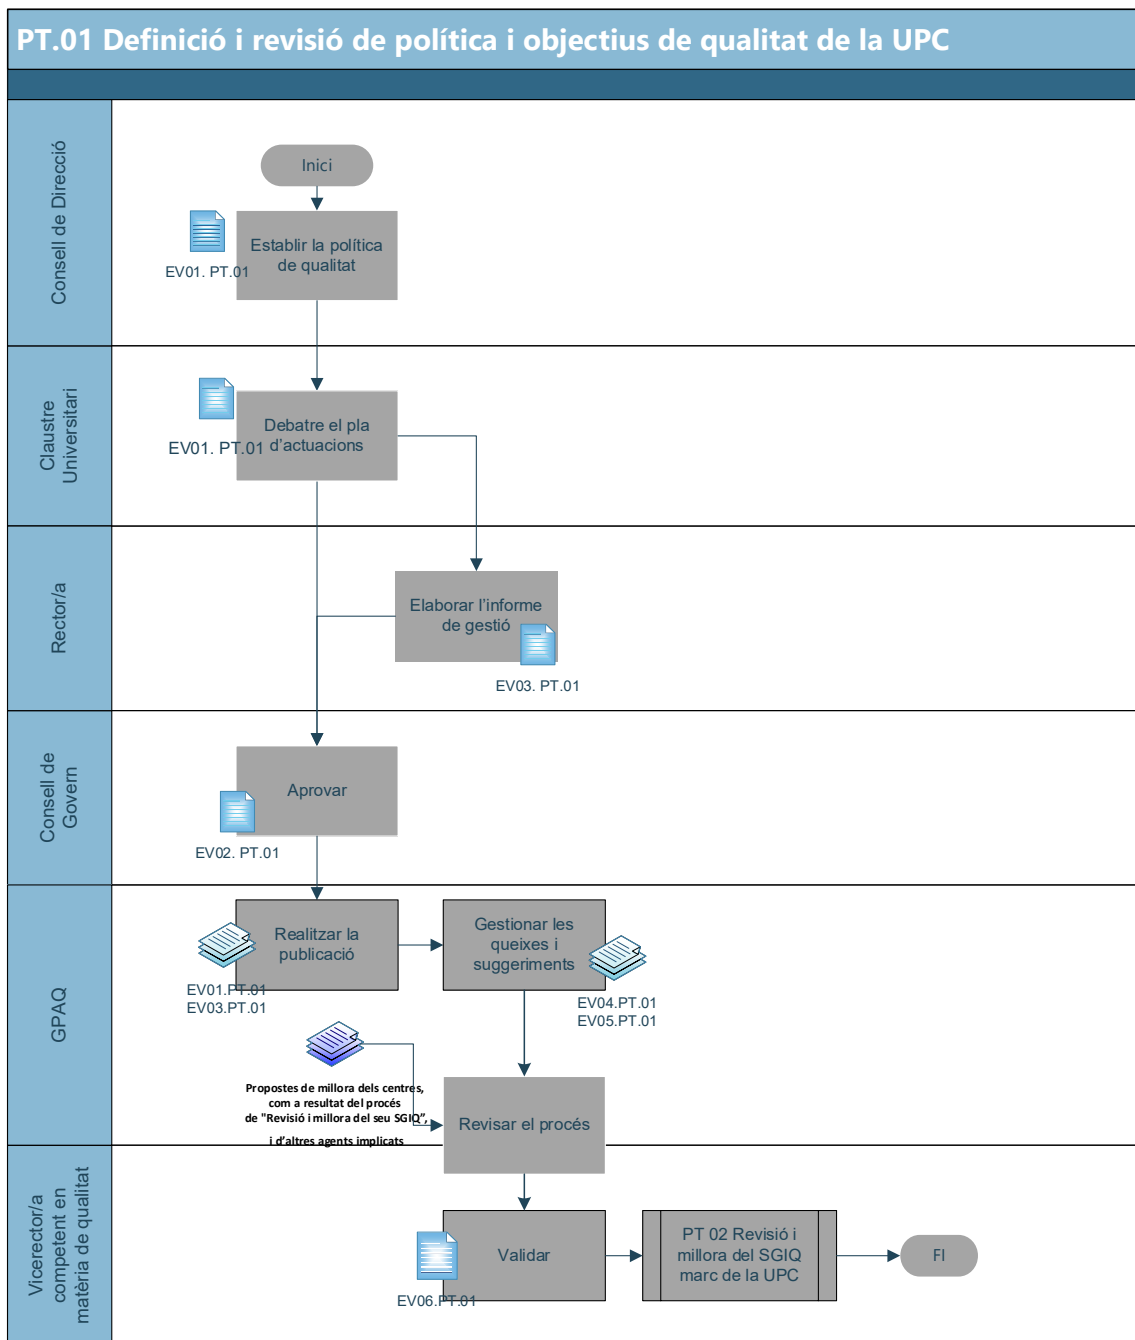 PT.01 Definició i revisió de política i objectius de qualitat de la UPC
Consell de Direcció
Inici
Establir la política
de qualitat
EV01. PT.01
Claustre
Universitari
Debatre el pla
d’actuacions
EV01. PT.01
Rector/a
Elaborar l’informe
de gestió
EV03. PT.01
Consell de
Govern
Aprovar
EV02. PT.01
GPAQ
Realitzar la
publicació
EV01.PT.01
EV03.PT.01
Gestionar les
queixes i
suggeriments
EV04.PT.01
EV05.PT.01
Propostes de millora dels centres,
com a resultat del procés
de "Revisió i millora del seu SGIQ”,
i d’altres agents implicats
Revisar el procés
Vicerector/a
competent en
matèria de qualitat
Validar
EV06.PT.01
PT 02 Revisió i
millora del SGIQ
marc de la UPC
FI